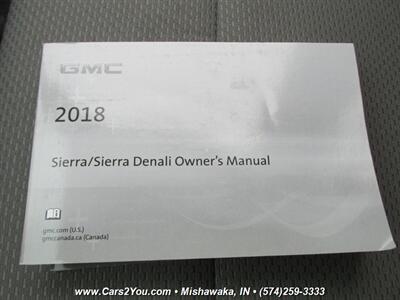 GMC
2018
Sierra/Sierra Denali Owner's Manual
gmc.com (U.S.)
gmccanada.ca (Canada)
www.Cars2You.com • Mishawaka, IN • (574)259-3333